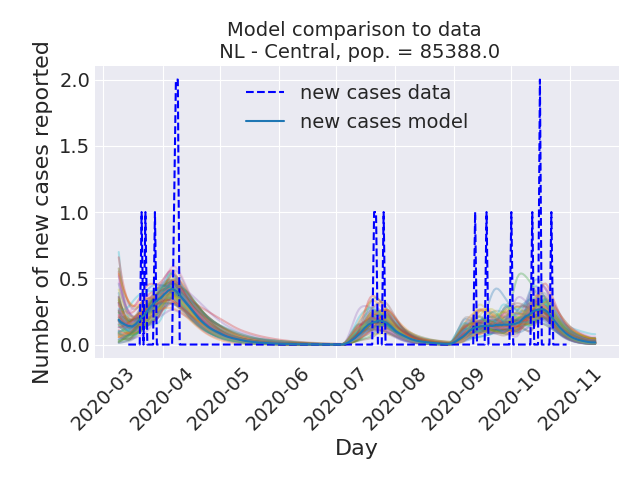 Model comparison to data
NL - Central, pop. = 85388.0
Number of new cases reported
2.0
1.5
1.0
0.5
0.0
new cases data
new cases model
2020-03
2020-04
2020-05
2020-06
2020-07
2020-08
2020-09
2020-10
2020-11
Day